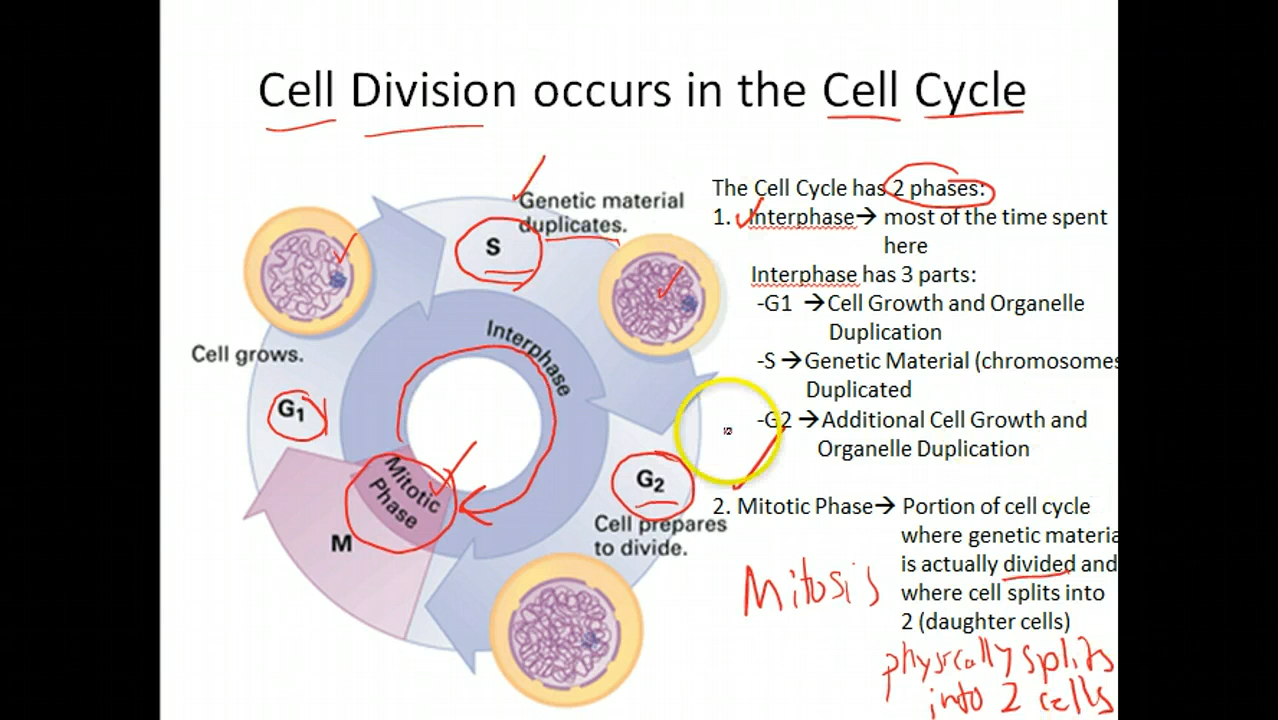 Cell Division occurs in the Cell Cycle
Genetic material
duplicates.
S
Interphase
Cell grows.
G1
Mitotic
Phase
M
G2
Cell prepares
to divide.
The Cell Cycle has 2 phases:
1. Interphase→ most of the time spent
here
Interphase has 3 parts:
-G1 →Cell Growth and Organelle
Duplication
-S →Genetic Material (chromosomes
Duplicated
-G2 →Additional Cell Growth and
Organelle Duplication
2. Mitotic Phase→ Portion of cell cycle
where genetic materia
is actually divided and
where cell splits into
2 (daughter cells)
Mitosis
physically splits
into 2 cells